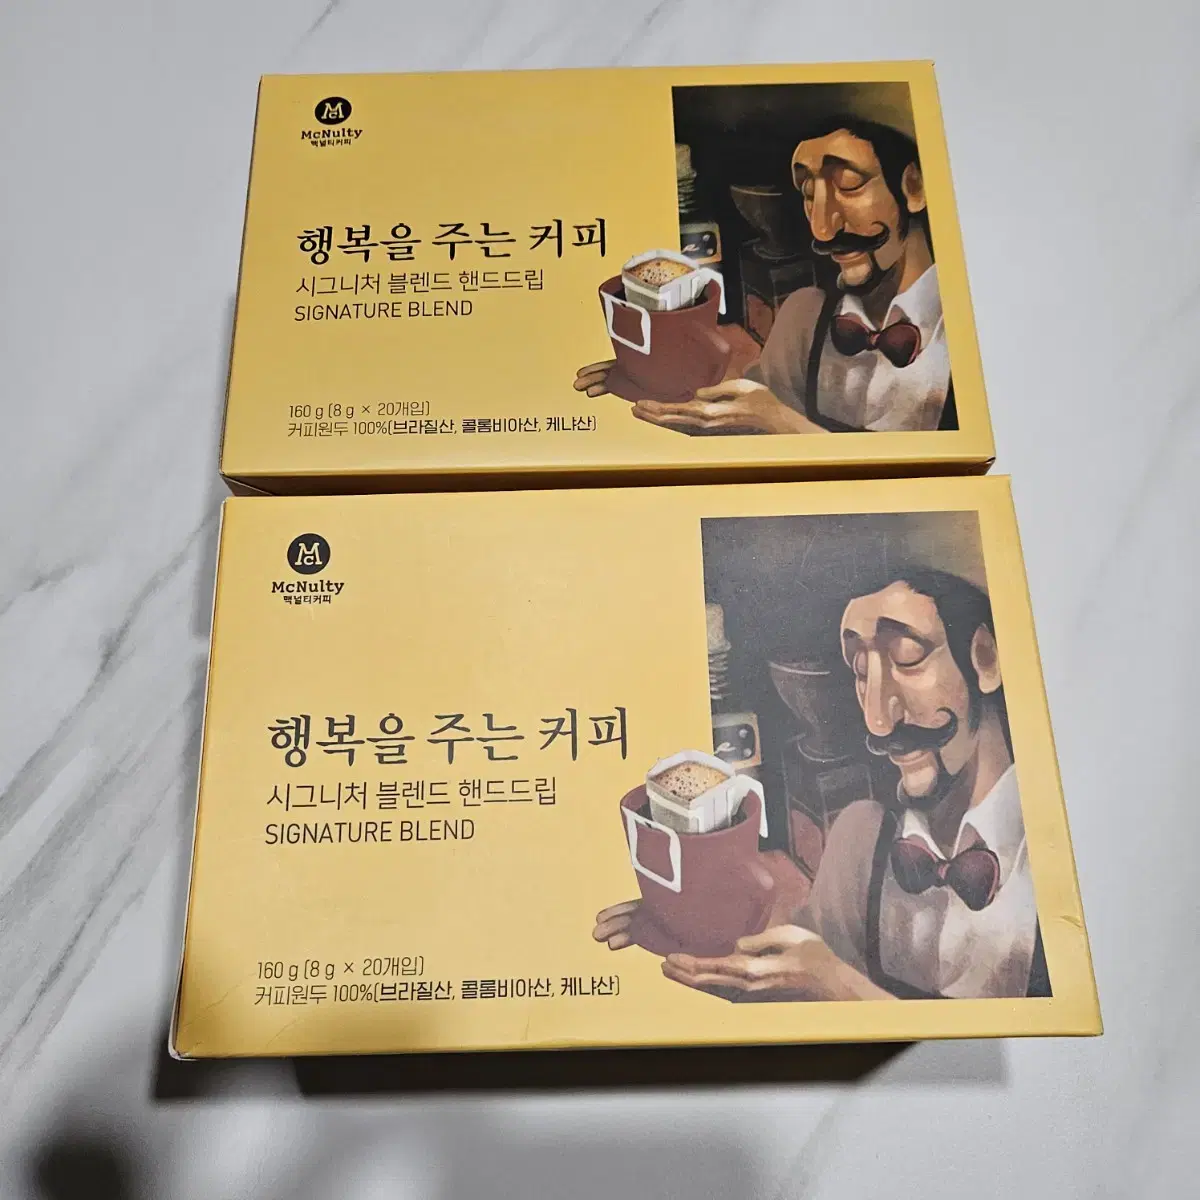 McNulty
맥널티커피
행복을 주는 커피
시그니처 블렌드 핸드드립
SIGNATURE BLEND
160 g (8 g × 20개입)
커피원두 100%(브라질산, 콜롬비아산, 케냐산)
McNulty
맥널티커피
행복을 주는 커피
시그니처 블렌드 핸드드립
SIGNATURE BLEND
160 g (8 g × 20개입)
커피원두 100%(브라질산, 콜롬비아산, 케냐산)